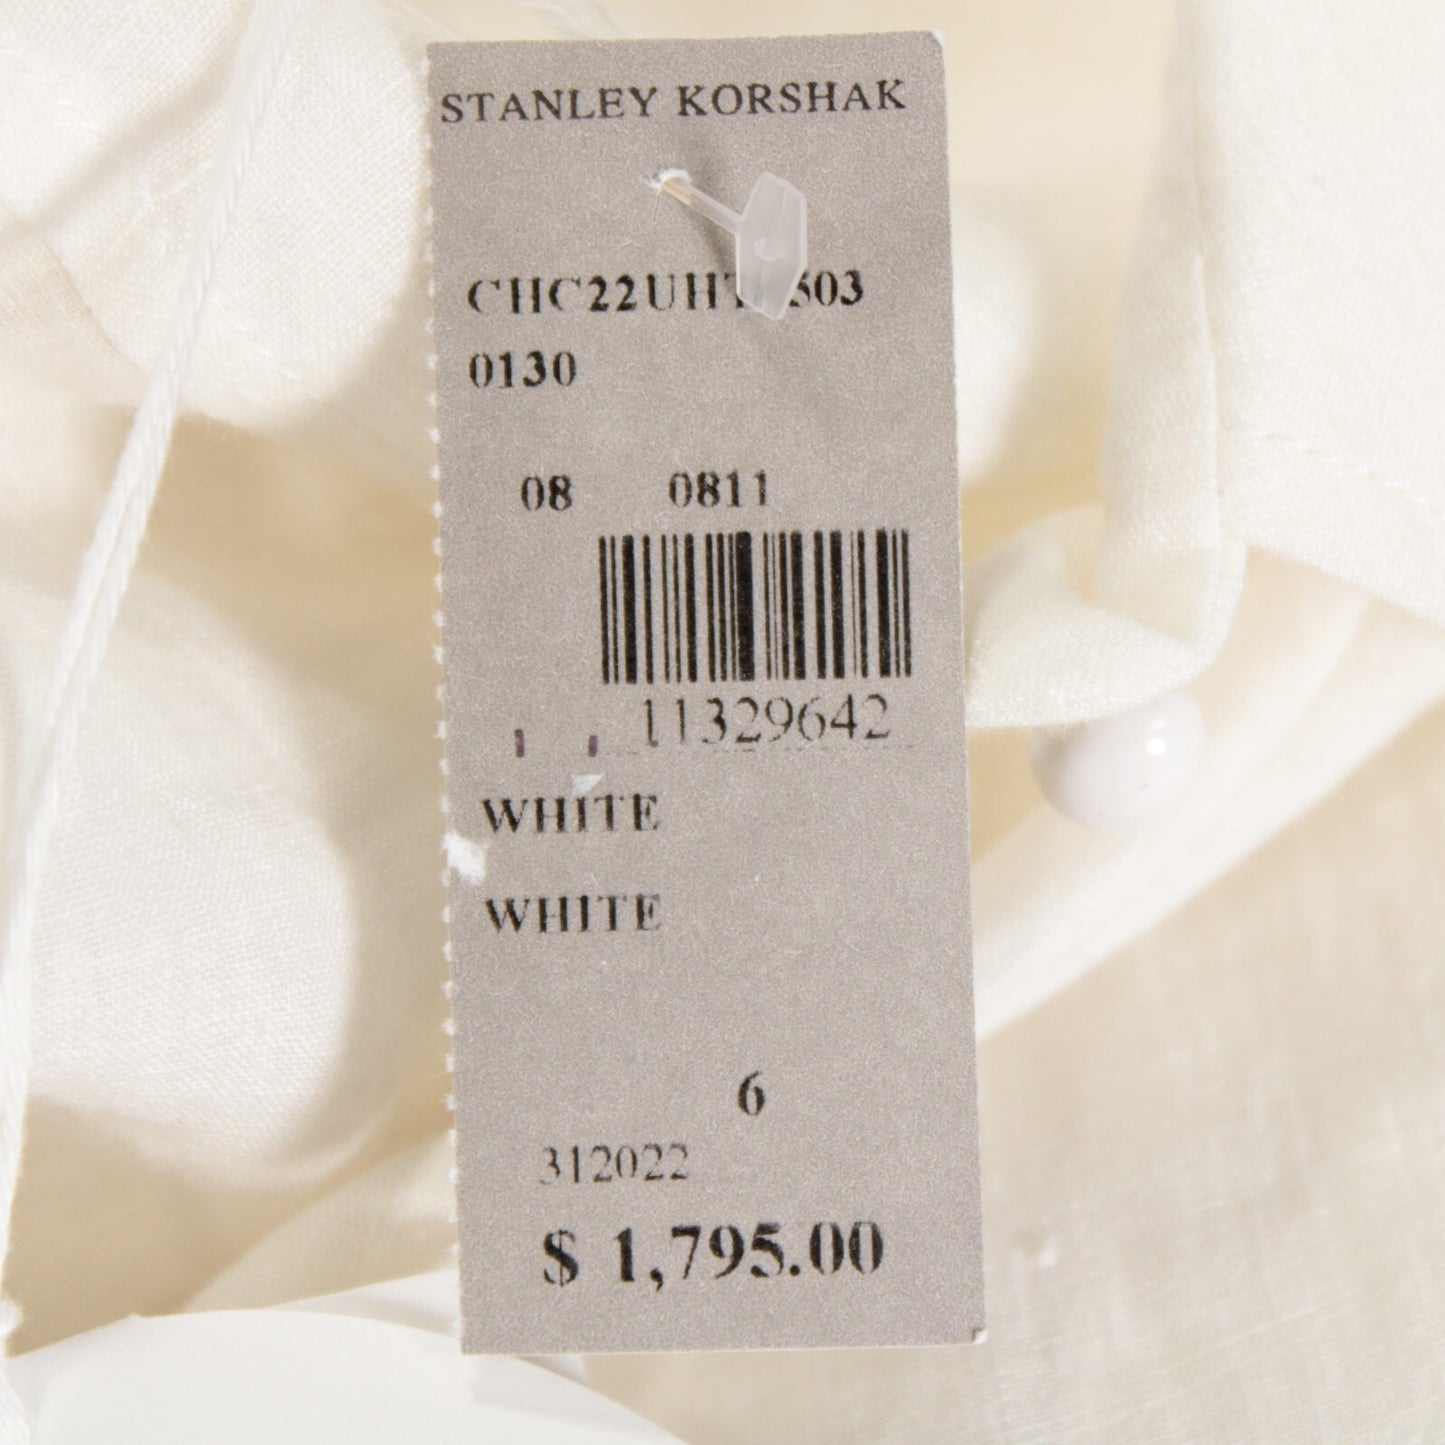 STANLEY KORSHAK
0130
08 0811
11329642
WHITE
WHITE
6
312022
$ 1,795.00